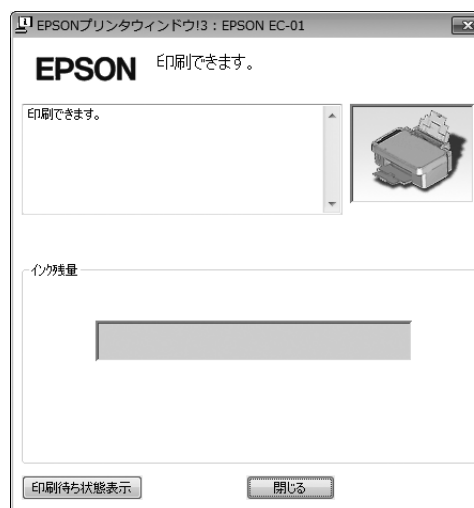 EPSONプリンタウィンドウ!3 : EPSON EC-01
EPSON
印刷できます。
印刷できます。
インク残量
印刷待ち状態表示
閉じる